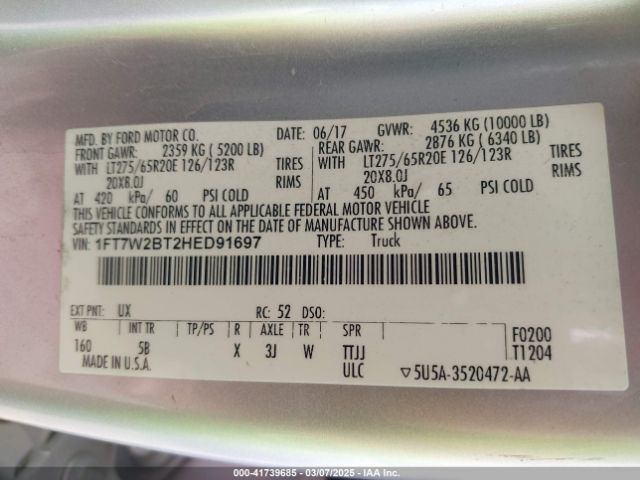 MFD. BY FORD MOTOR CO.
DATE: 06/17 GVWR: 4536 KG (10000 LB)
FRONT GAWR: 2359 KG (5200 LB)
REAR GAWR: 2876 KG (6340 LB)
WITH LT275/65R20E 126/123R TIRES
WITH LT275/65R20E 126/123R TIRES
20X8.0J RIMS
20X8.0J RIMS
AT 420 kPa/ 60 PSI COLD
AT 450 kPa/ 65 PSI COLD
THIS VEHICLE CONFORMS TO ALL APPLICABLE FEDERAL MOTOR VEHICLE
SAFETY STANDARDS IN EFFECT ON THE DATE OF MANUFACTURE SHOWN ABOVE.
VIN: 1FT7W2BT2HED91697 TYPE: Truck
EXT PNT: UX RC: 52 DSO:
WB INT TR TP/PS R AXLE TR SPR F0200
160 5B X 3J W TTJJ T1204
MADE IN U.S.A. ULC ▽5U5A-3520472-AA
000-41739685 - 03/07/2025 - IAA Inc.